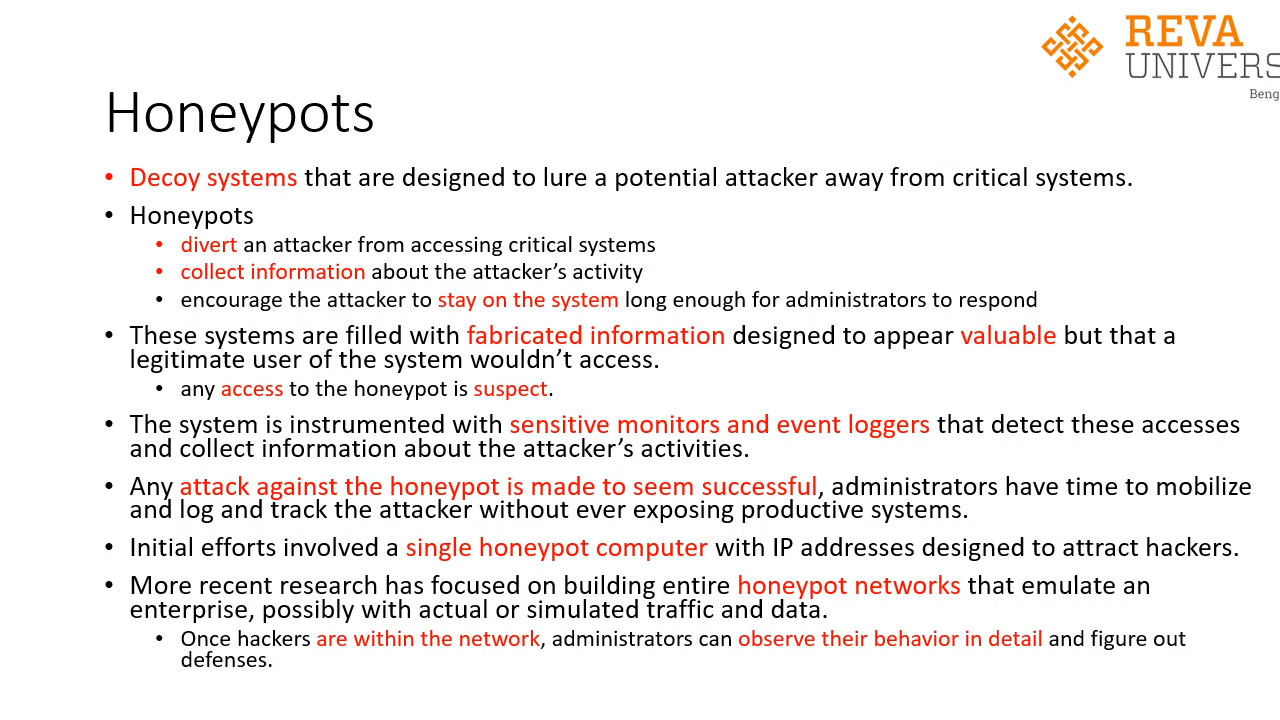 REVA
UNIVERS
Beng
Honeypots
• Decoy systems that are designed to lure a potential attacker away from critical systems.
• Honeypots
• divert an attacker from accessing critical systems
• collect information about the attacker’s activity
• encourage the attacker to stay on the system long enough for administrators to respond
• These systems are filled with fabricated information designed to appear valuable but that a
legitimate user of the system wouldn’t access.
• any access to the honeypot is suspect.
• The system is instrumented with sensitive monitors and event loggers that detect these accesses
and collect information about the attacker’s activities.
• Any attack against the honeypot is made to seem successful, administrators have time to mobilize
and log and track the attacker without ever exposing productive systems.
• Initial efforts involved a single honeypot computer with IP addresses designed to attract hackers.
• More recent research has focused on building entire honeypot networks that emulate an
enterprise, possibly with actual or simulated traffic and data.
• Once hackers are within the network, administrators can observe their behavior in detail and figure out
defenses.